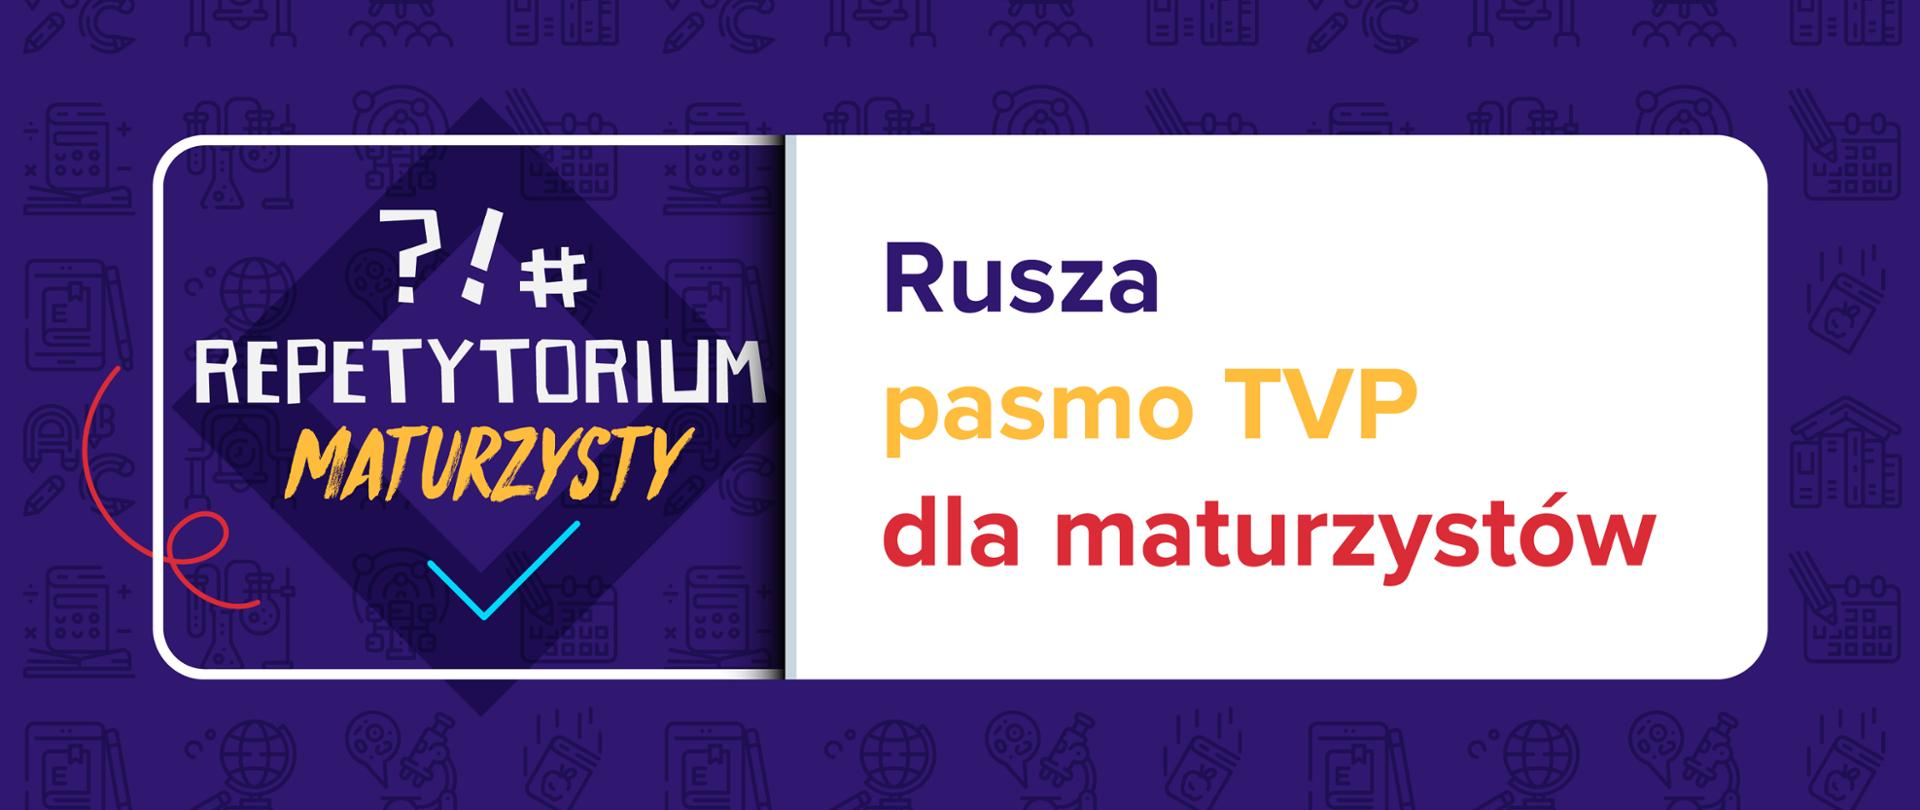 ?!#
REPETYTORIUM
MATURZYSTY
Rusza
pasmo TVP
dla maturzystów